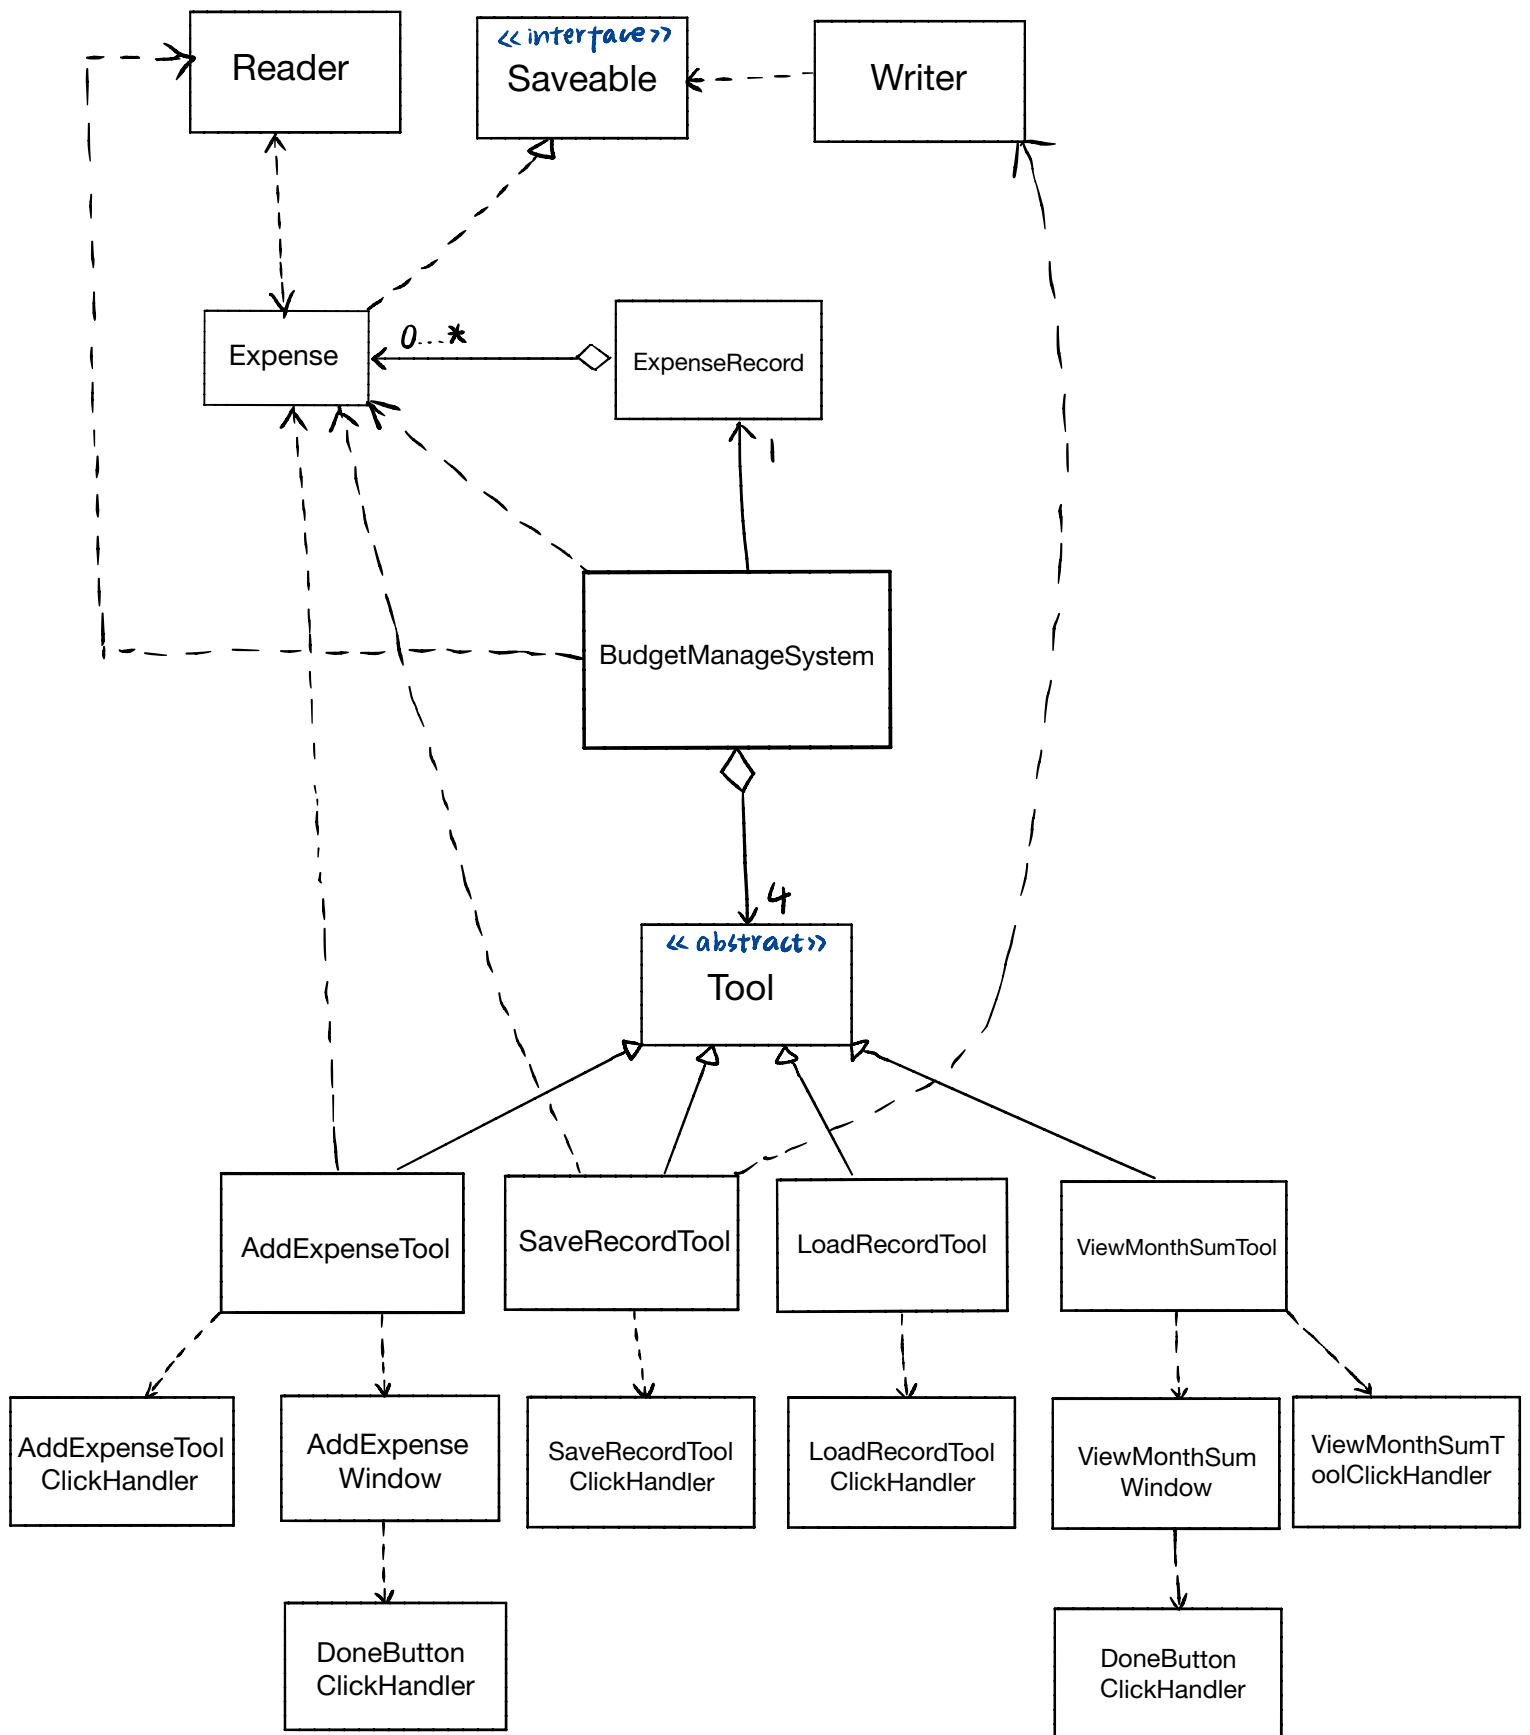 Reader
<<interface>>
Saveable
Writer
Expense
0...*
ExpenseRecord
1
BudgetManageSystem
4
<<abstract>>
Tool
AddExpenseTool
SaveRecordTool
LoadRecordTool
ViewMonthSumTool
AddExpenseTool
ClickHandler
AddExpense
Window
SaveRecordTool
ClickHandler
LoadRecordTool
ClickHandler
ViewMonthSum
Window
ViewMonthSumT
oolClickHandler
DoneButton
ClickHandler
DoneButton
ClickHandler